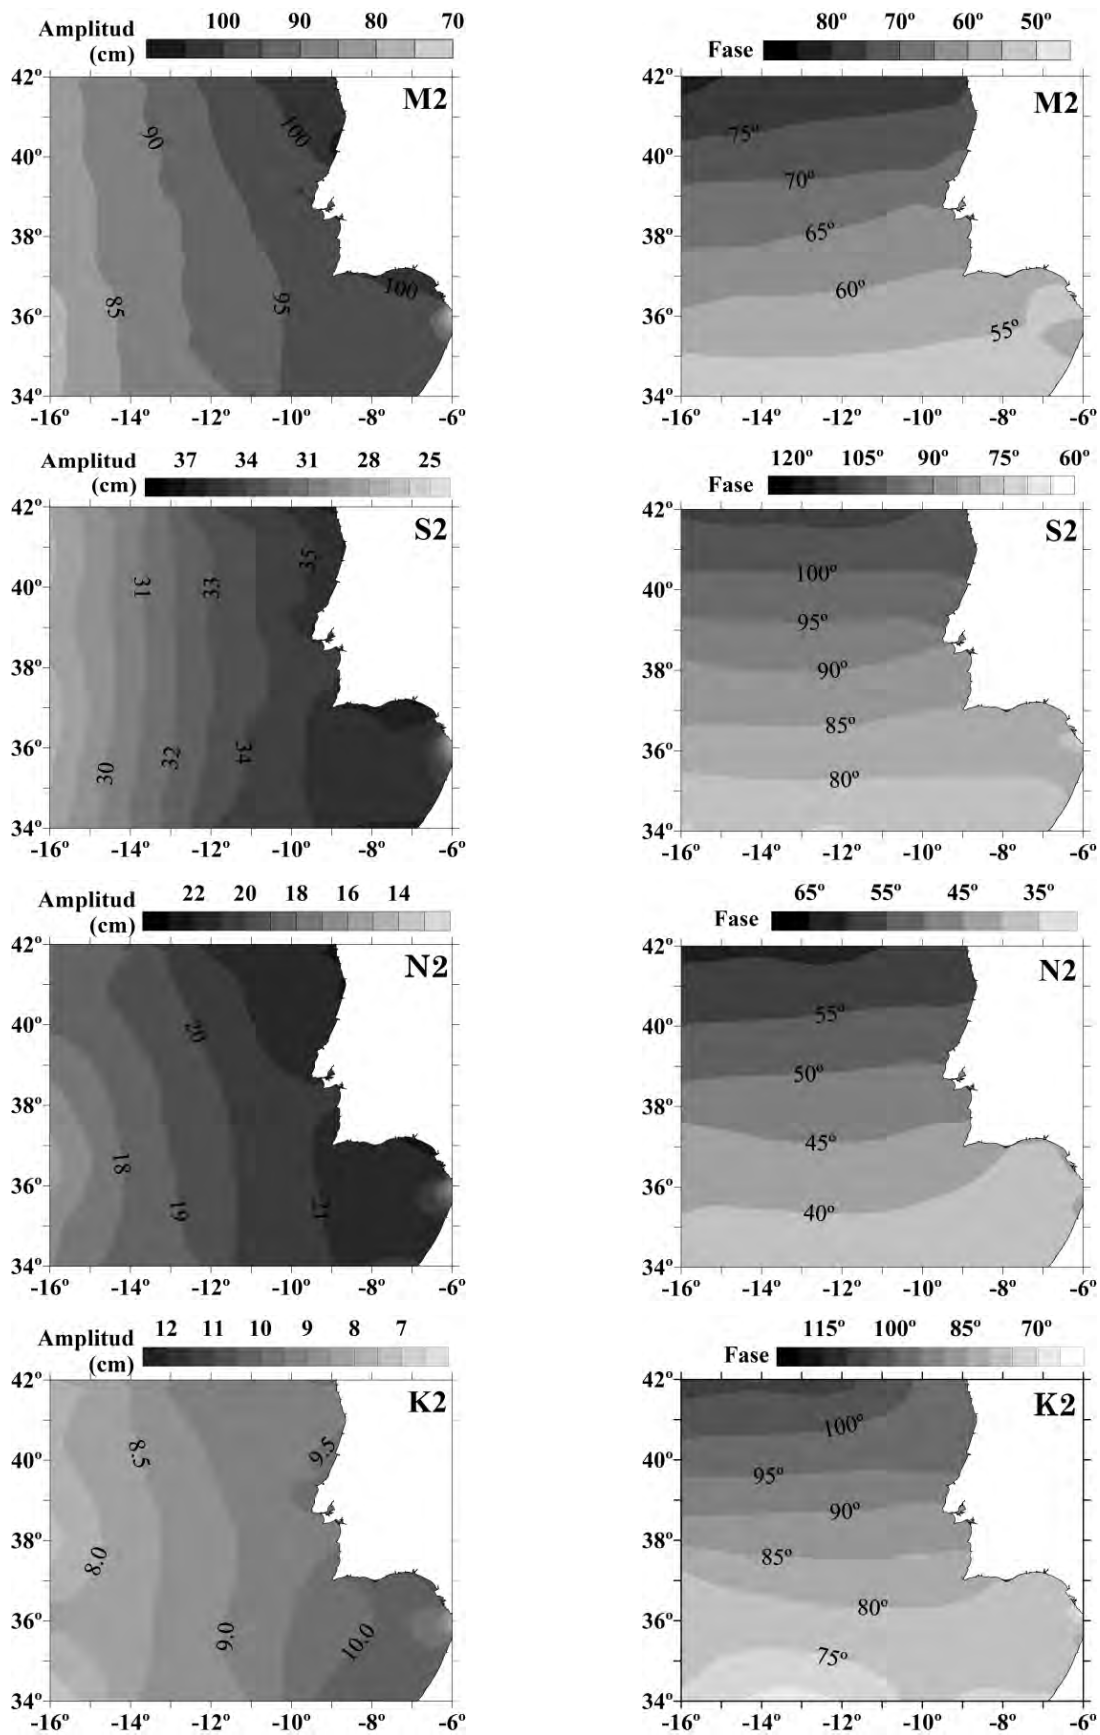 Amplitud (cm) 100 90 80 70
M2
42º
40º
38º
36º
34º
90
100
85
95
100
-16º -14º -12º -10º -8º -6º
Fase 80º 70º 60º 50º
M2
42º
40º
38º
36º
34º
75º
70º
65º
60º
55º
-16º -14º -12º -10º -8º -6º
Amplitud (cm) 37 34 31 28 25
S2
42º
40º
38º
36º
34º
31
33
35
30
32
34
-16º -14º -12º -10º -8º -6º
Fase 120º 105º 90º 75º 60º
S2
42º
40º
38º
36º
34º
100º
95º
90º
85º
80º
-16º -14º -12º -10º -8º -6º
Amplitud (cm) 22 20 18 16 14
N2
42º
40º
38º
36º
34º
20
18
19
21
-16º -14º -12º -10º -8º -6º
Fase 65º 55º 45º 35º
N2
42º
40º
38º
36º
34º
55º
50º
45º
40º
-16º -14º -12º -10º -8º -6º
Amplitud (cm) 12 11 10 9 8 7
K2
42º
40º
38º
36º
34º
8.5
9.5
8.0
9.0
10.0
-16º -14º -12º -10º -8º -6º
Fase 115º 100º 85º 70º
K2
42º
40º
38º
36º
34º
100º
95º
90º
85º
80º
75º
-16º -14º -12º -10º -8º -6º